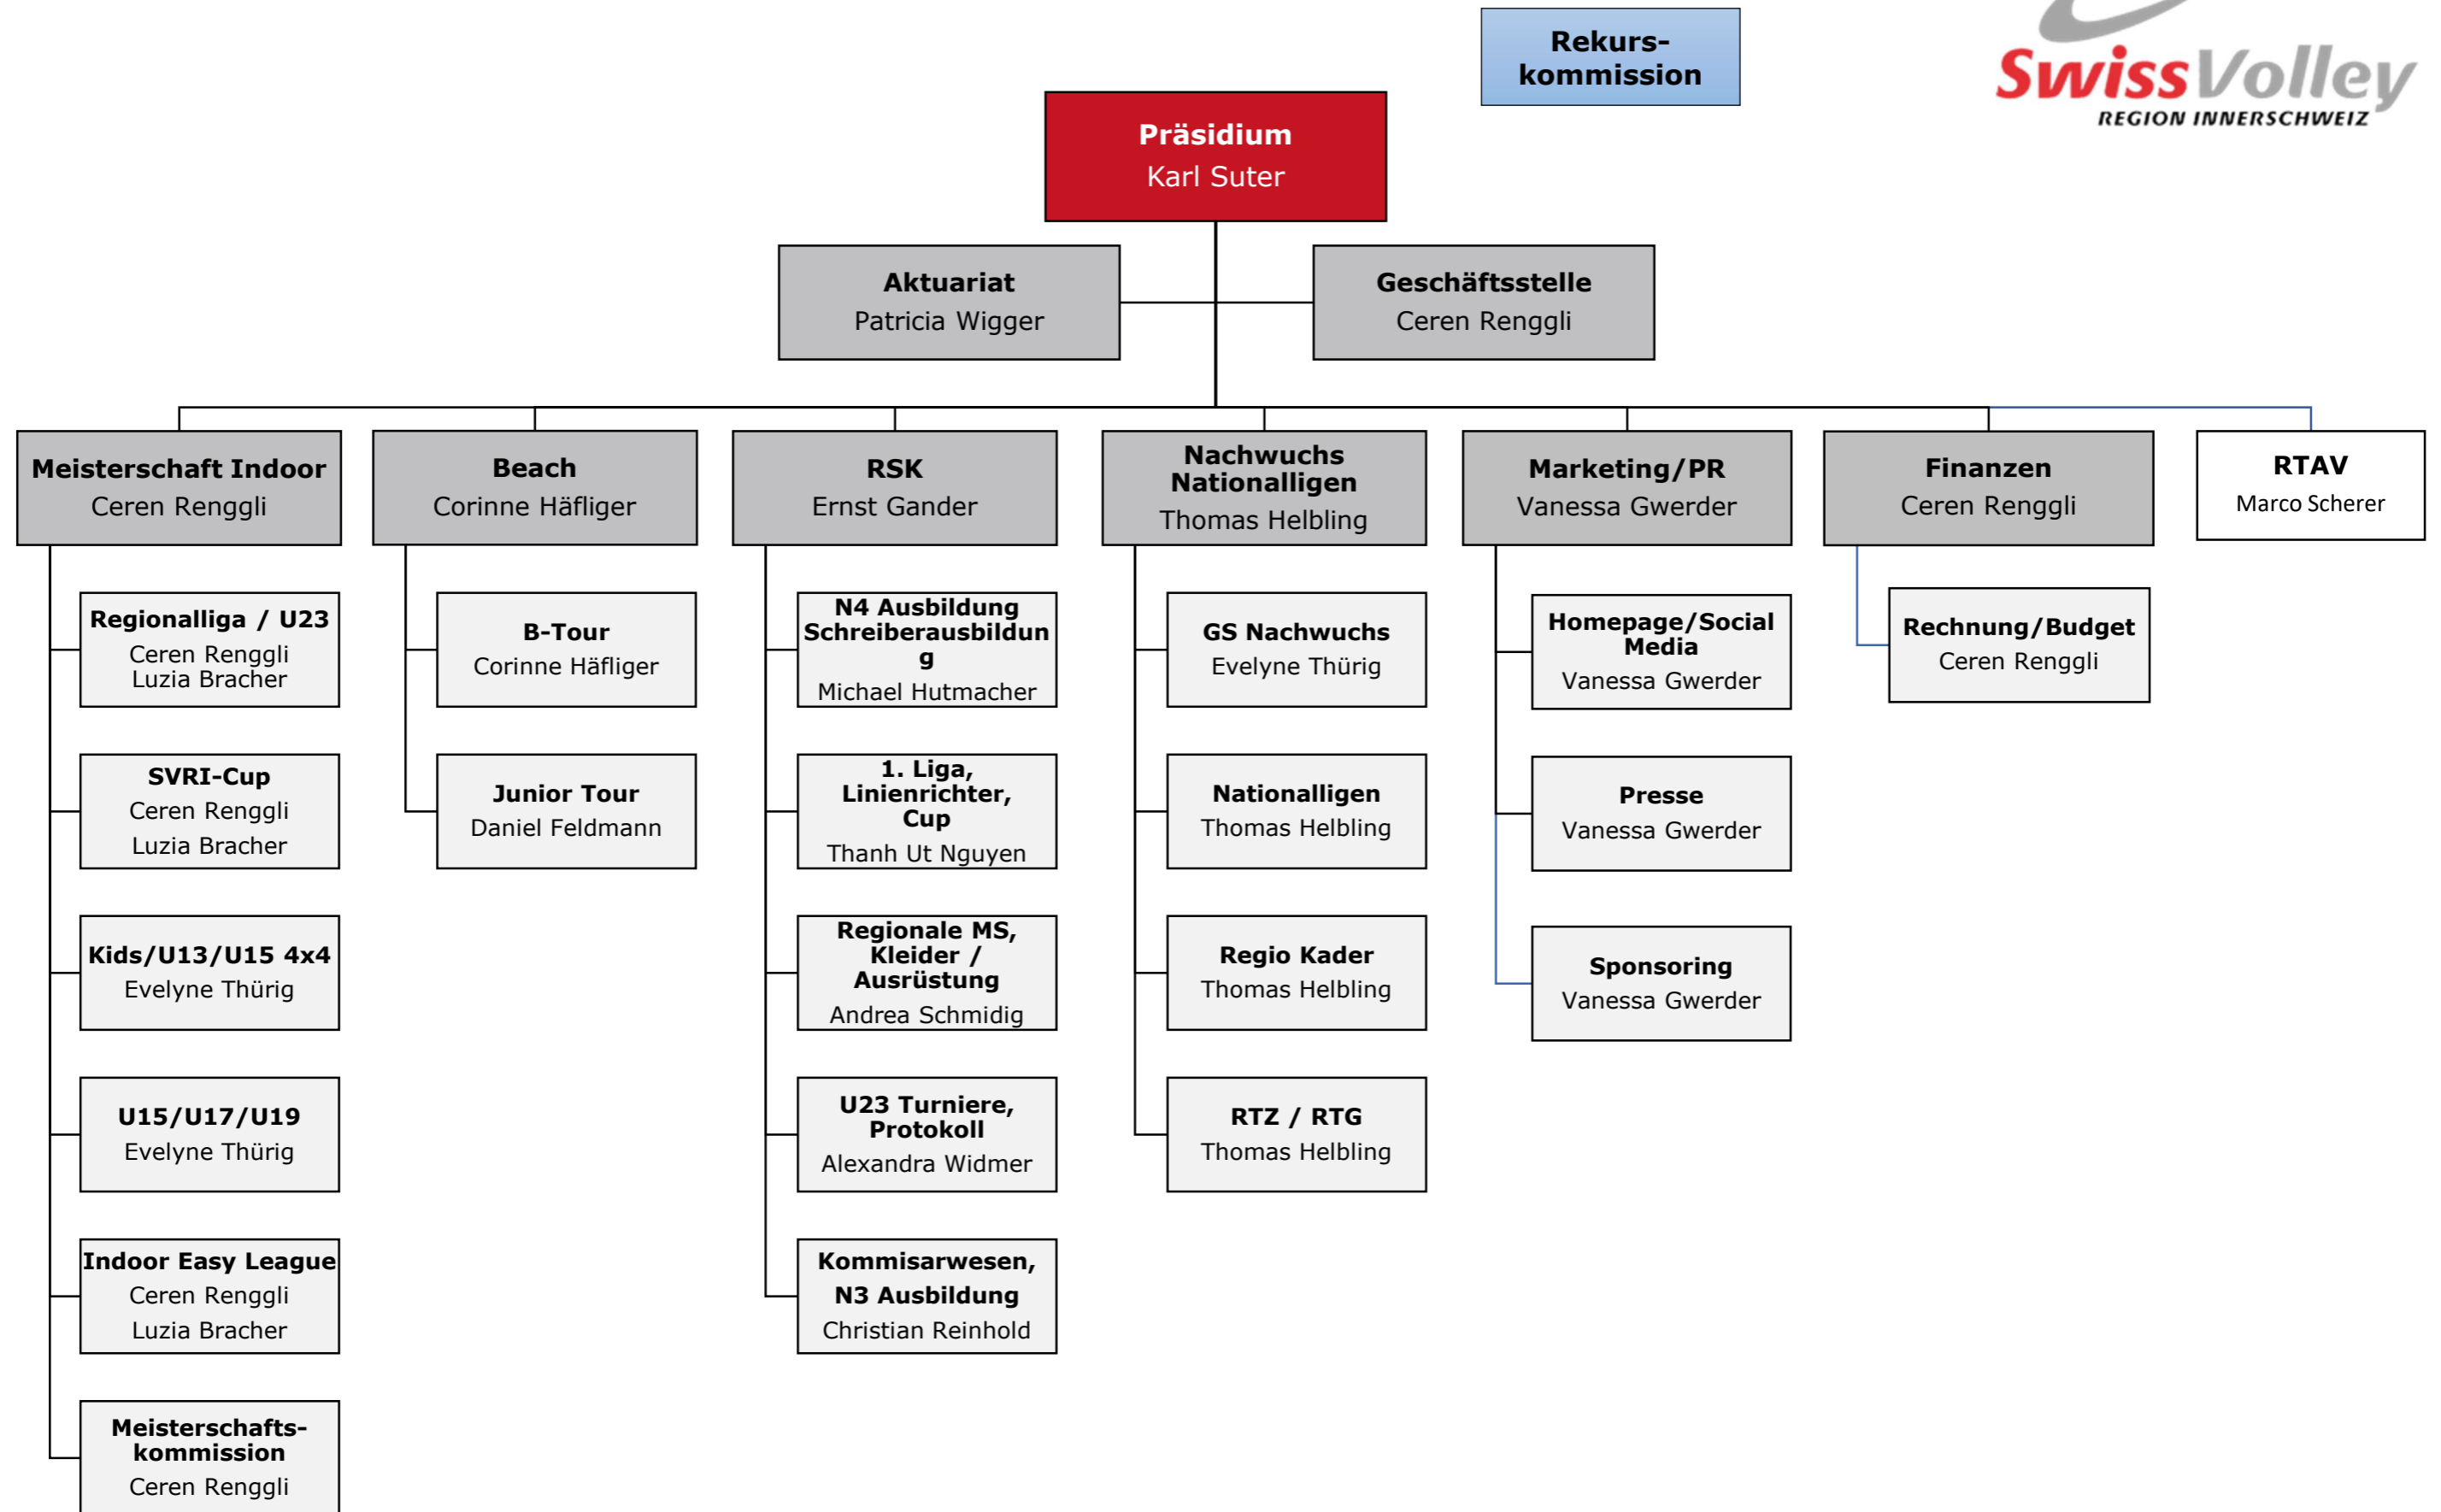 Rekurs-
kommission
SwissVolley
REGION INNERSCHWEIZ
Präsidium
Karl Suter
Aktuariat
Patricia Wigger
Geschäftsstelle
Ceren Renggli
Meisterschaft Indoor
Ceren Renggli
Beach
Corinne Häfliger
RSK
Ernst Gander
Nachwuchs
Nationalligen
Thomas Helbling
Marketing/PR
Vanessa Gwerder
Finanzen
Ceren Renggli
RTAV
Marco Scherer
Regionalliga / U23
Ceren Renggli
Luzia Bracher
SVRI-Cup
Ceren Renggli
Luzia Bracher
Kids/U13/U15 4x4
Evelyne Thürig
U15/U17/U19
Evelyne Thürig
Indoor Easy League
Ceren Renggli
Luzia Bracher
Meisterschafts-
kommission
Ceren Renggli
B-Tour
Corinne Häfliger
Junior Tour
Daniel Feldmann
N4 Ausbildung
Schreiberausbildun
g
Michael Hutmacher
1. Liga,
Linienrichter,
Cup
Thanh Ut Nguyen
Regionale MS,
Kleider /
Ausrüstung
Andrea Schmidig
U23 Turniere,
Protokoll
Alexandra Widmer
Kommisarwesen,
N3 Ausbildung
Christian Reinhold
GS Nachwuchs
Evelyne Thürig
Nationalligen
Thomas Helbling
Regio Kader
Thomas Helbling
RTZ / RTG
Thomas Helbling
Homepage/Social
Media
Vanessa Gwerder
Presse
Vanessa Gwerder
Sponsoring
Vanessa Gwerder
Rechnung/Budget
Ceren Renggli